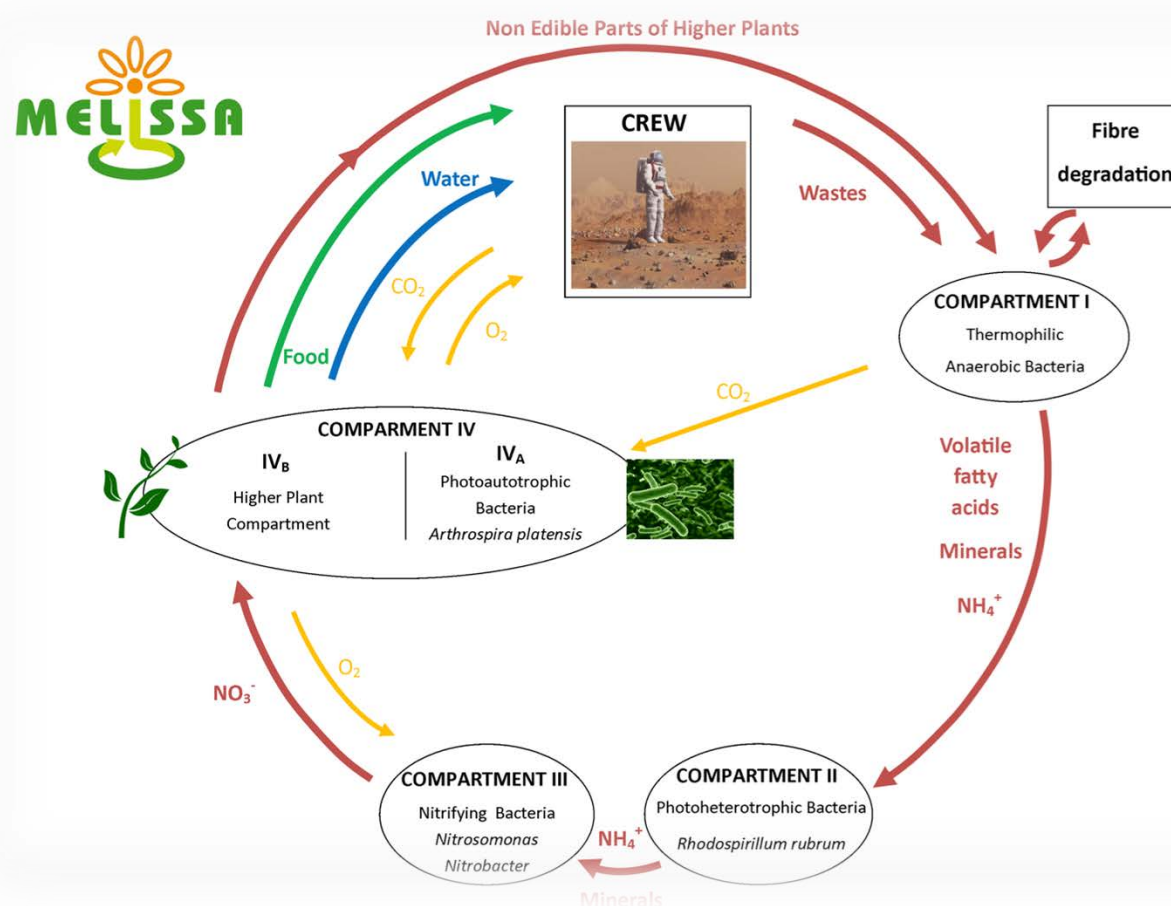 Non Edible Parts of Higher Plants
MELiSSA
CREW
Fibre
degradation
Water
Wastes
CO₂
O₂
Food
COMPARTMENT I
Thermophilic
Anaerobic Bacteria
CO₂
COMPARMENT IV
IV_B
Higher Plant
Compartment
IV_A
Photoautotrophic
Bacteria
Arthrospira platensis
Volatile
fatty
acids
Minerals
NH₄⁺
O₂
NO₃⁻
COMPARTMENT III
Nitrifying Bacteria
Nitrosomonas
Nitrobacter
COMPARTMENT II
Photoheterotrophic Bacteria
Rhodospirillum rubrum
NH₄⁺
Minerals